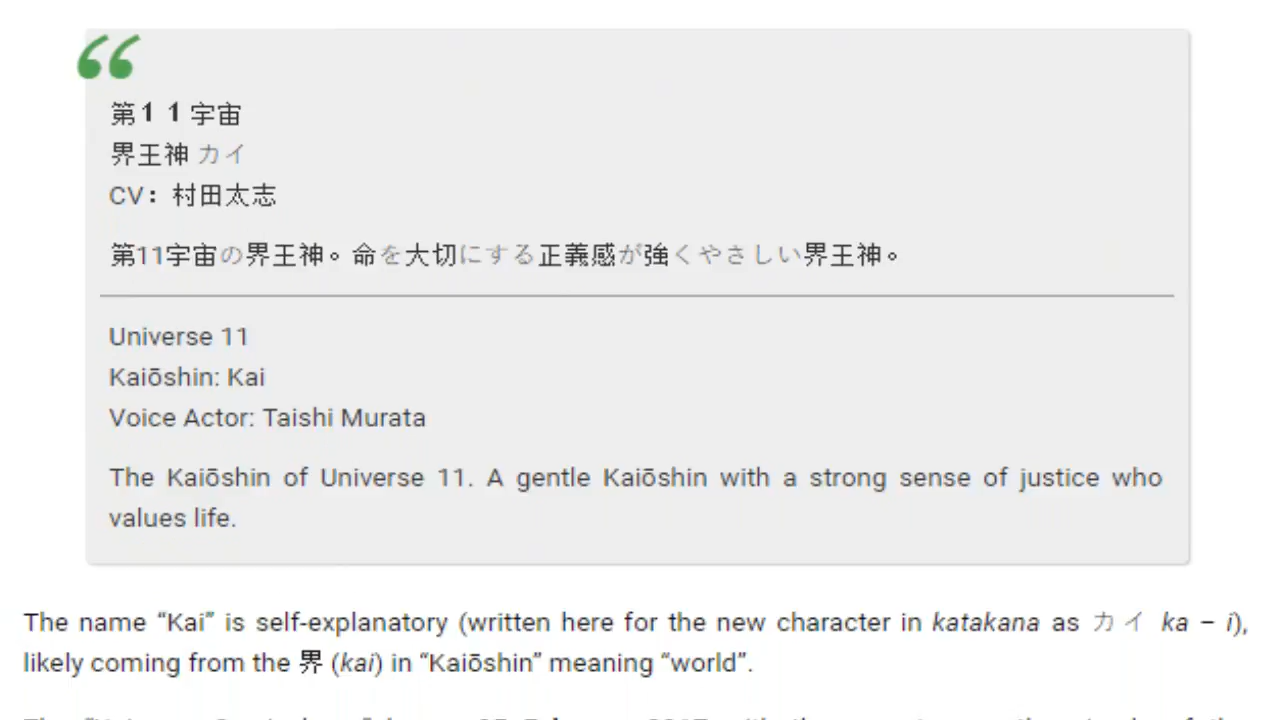 第１１宇宙
界王神 カイ
CV：村田太志
第11宇宙の界王神。命を大切にする正義感が強くやさしい界王神。
Universe 11
Kaiōshin: Kai
Voice Actor: Taishi Murata
The Kaiōshin of Universe 11. A gentle Kaiōshin with a strong sense of justice who
values life.
The name “Kai” is self-explanatory (written here for the new character in katakana as カイ ka – i),
likely coming from the 界 (kai) in “Kaiōshin” meaning “world”.